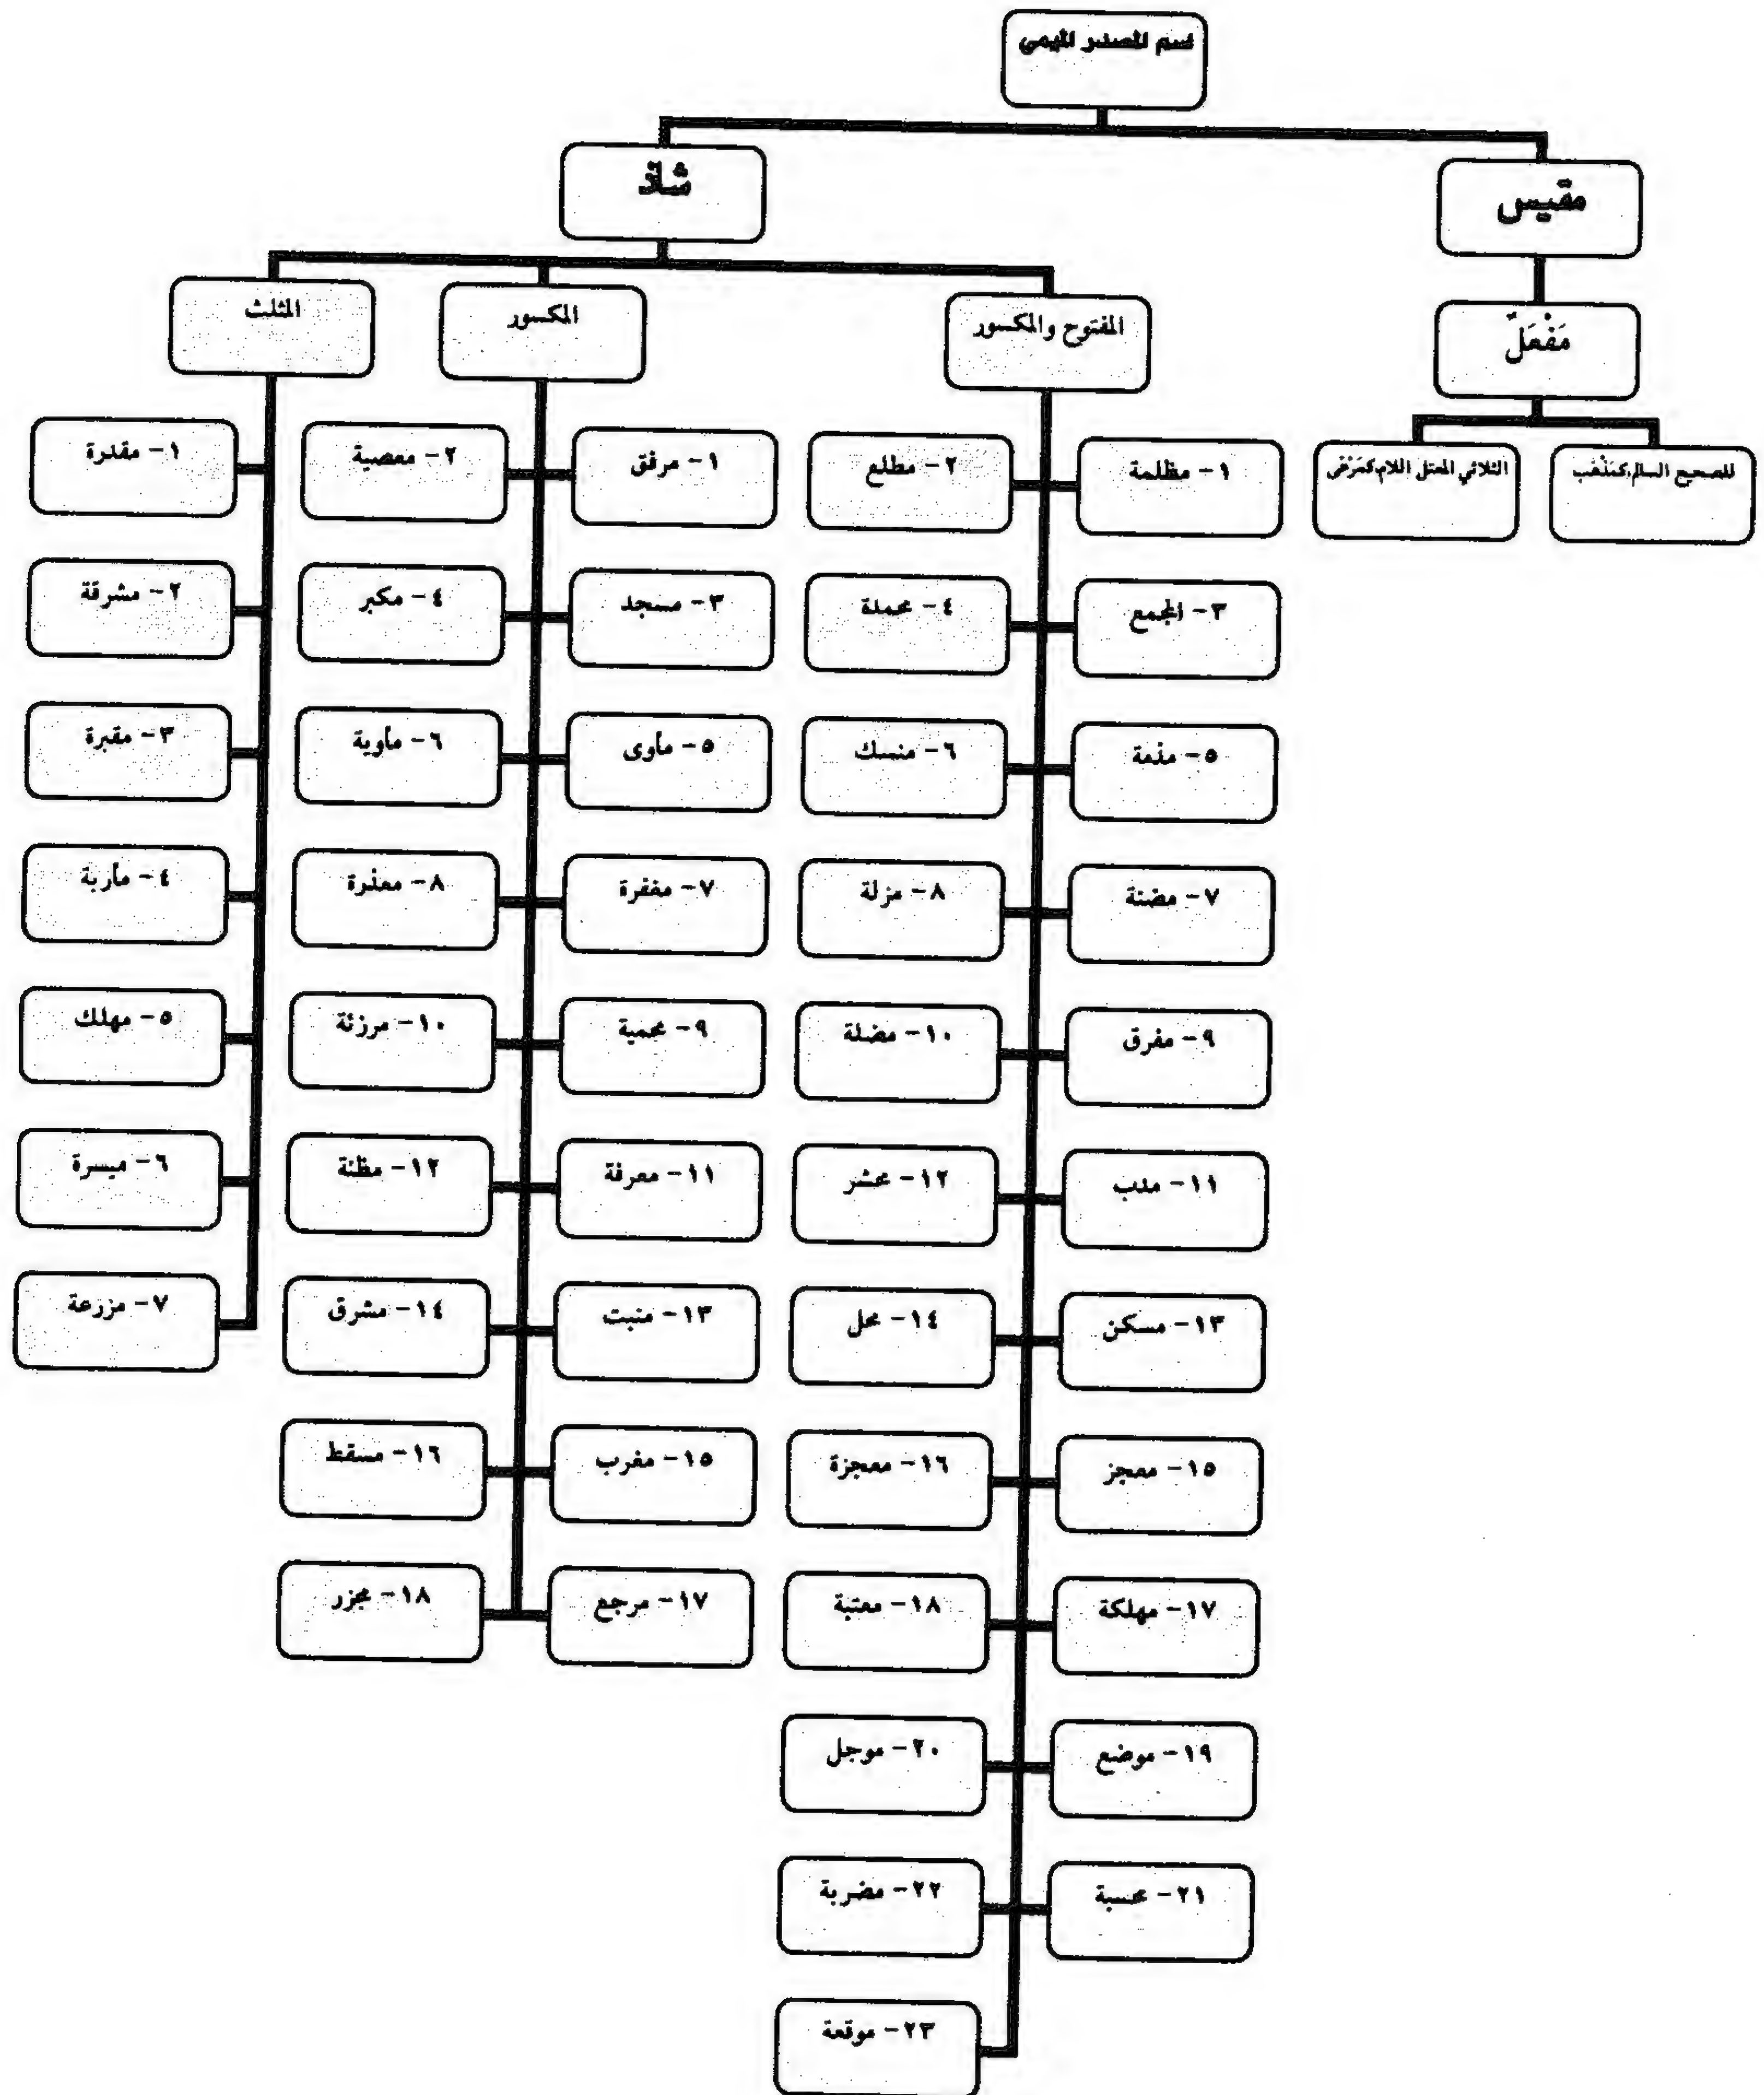 اسم المصدر الميمي
مقيس
شاذ
مَفْعَلٌ
للصحيح السالم،كمَذْهَب
الثلاثي المعتل اللام،كمَرْمَى
المفتوح والمكسور
١- مظلمة
٢- مطلع
٣- المجمع
٤- محملة
٥- مذمة
٦- منسك
٧- مضنة
٨- مزلة
٩- مفرق
١٠- مضلة
١١- مدب
١٢- محشر
١٣- مسكن
١٤- محل
١٥- معجز
١٦- معجزة
١٧- مهلكة
١٨- معتبة
١٩- موضع
٢٠- موجل
٢١- محسبة
٢٢- مضربة
٢٣- موقعة
المكسور
١- مرفق
٢- معصية
٣- مسجد
٤- مكبر
٥- ماوى
٦- ماوية
٧- مغفرة
٨- معذرة
٩- محمية
١٠- مرزئة
١١- معرفة
١٢- مظنة
١٣- منبت
١٤- مشرق
١٥- مغرب
١٦- مسقط
١٧- مرجع
١٨- مجزر
المثلث
١- مقدرة
٢- مشرقة
٣- مقبرة
٤- مأربة
٥- مهلك
٦- ميسرة
٧- مزرعة